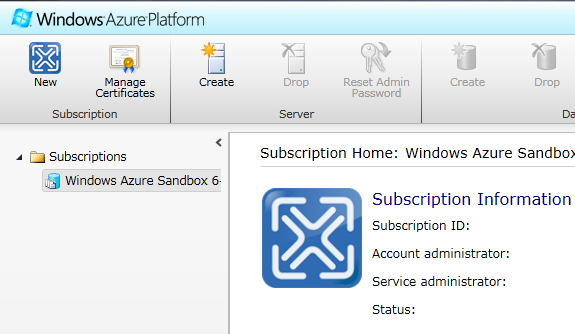 Windows Azure Platform
New
Manage Certificates
Create
Drop
Reset Admin Password
Create
Drop
Subscription
Server
Da
Subscriptions
Windows Azure Sandbox 6-
Subscription Home: Windows Azure Sandbox
Subscription Information
Subscription ID:
Account administrator:
Service administrator:
Status: